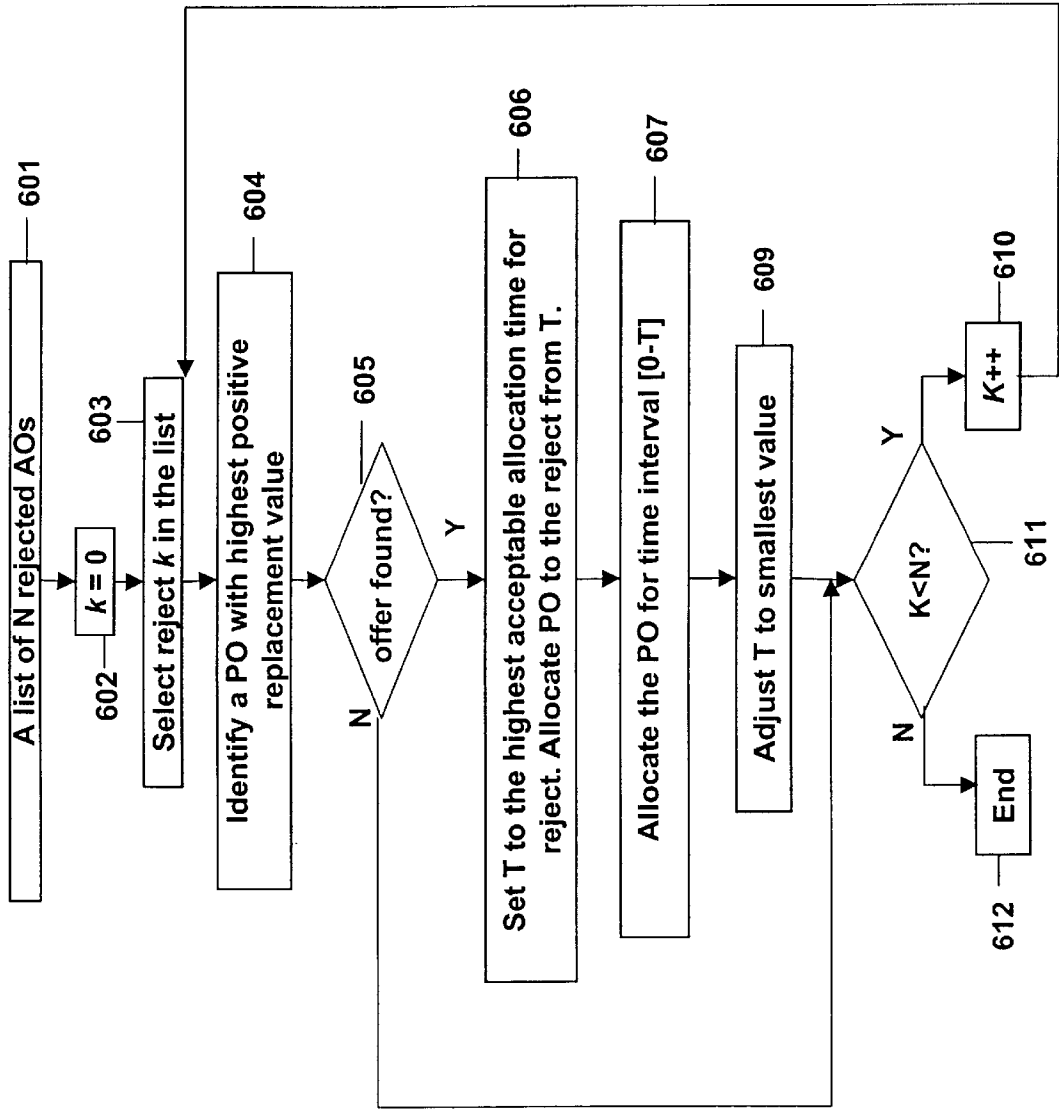 A list of N rejected AOs
601
k = 0
602
603
Select reject k in the list
604
Identify a PO with highest positive
replacement value
605
offer found?
N
Y
606
Set T to the highest acceptable allocation time for
reject. Allocate PO to the reject from T.
607
Allocate the PO for time interval [0-T]
609
Adjust T to smallest value
K<N?
611
N
Y
End
612
K++
610